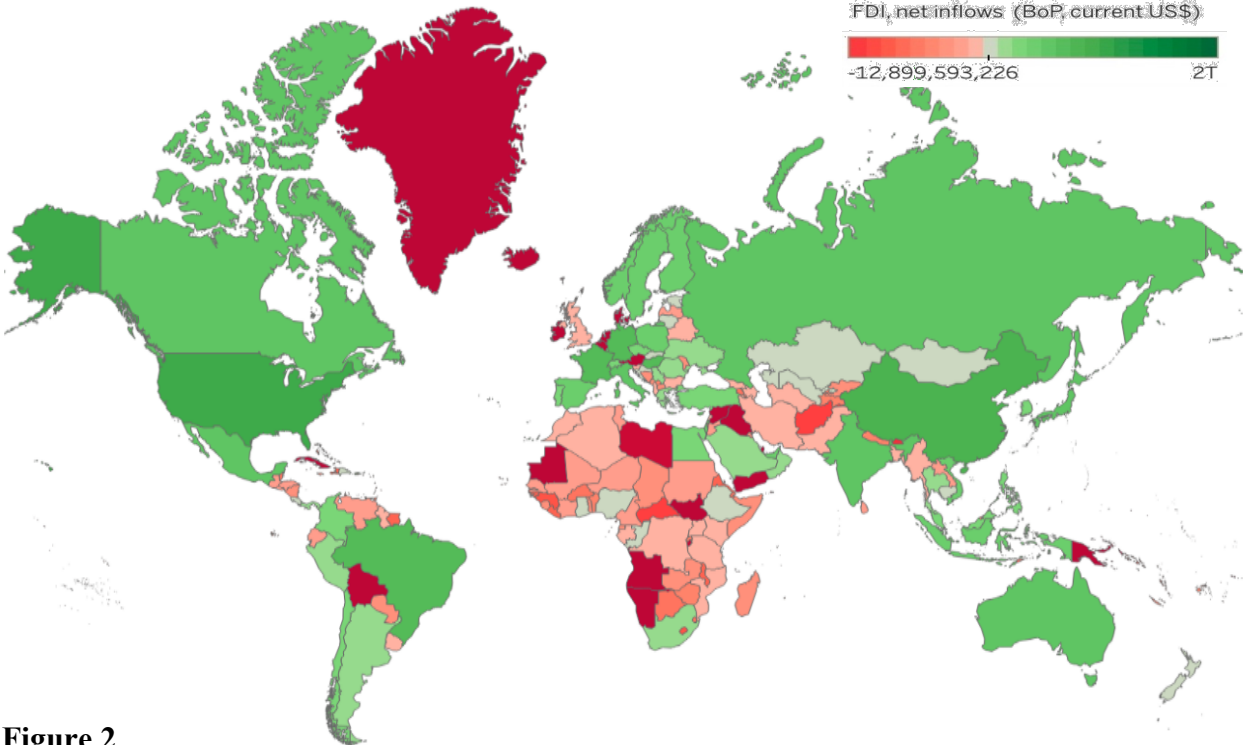 FDI, net inflows (BoP, current US$)
-12,899,593,226 2T
Figure 2